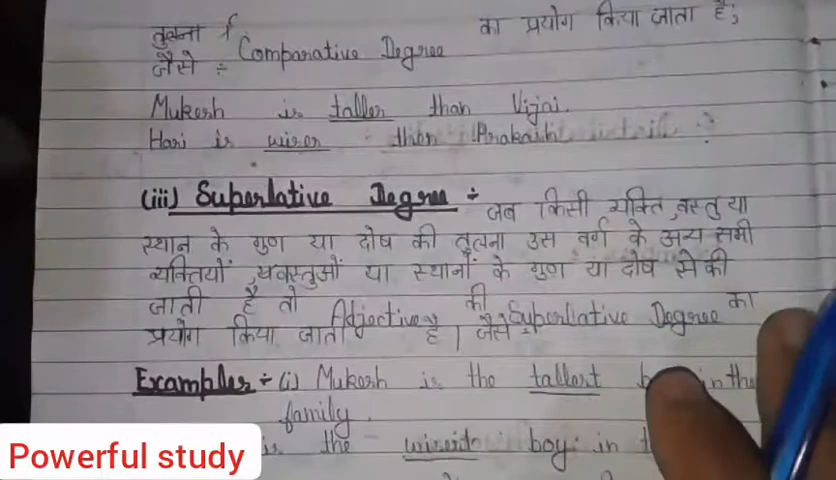 तुलना में Comparative Degree का प्रयोग किया जाता है;
जैसे ÷
Mukesh is taller than Vijai.
Hari is wiser than Prakash
(iii) Superlative Degree ÷ जब किसी व्यक्ति, वस्तु या
स्थान के गुण या दोष की तुलना उस वर्ग के अन्य सभी
व्यक्तियों, वस्तुओं या स्थानों के गुण या दोष से की
जाती है तो Adjective की Superlative Degree का
प्रयोग किया जाता है। जैसे
Examples ÷ (i) Mukesh is the tallest in the
family.
is the wisest boy in
Powerful study